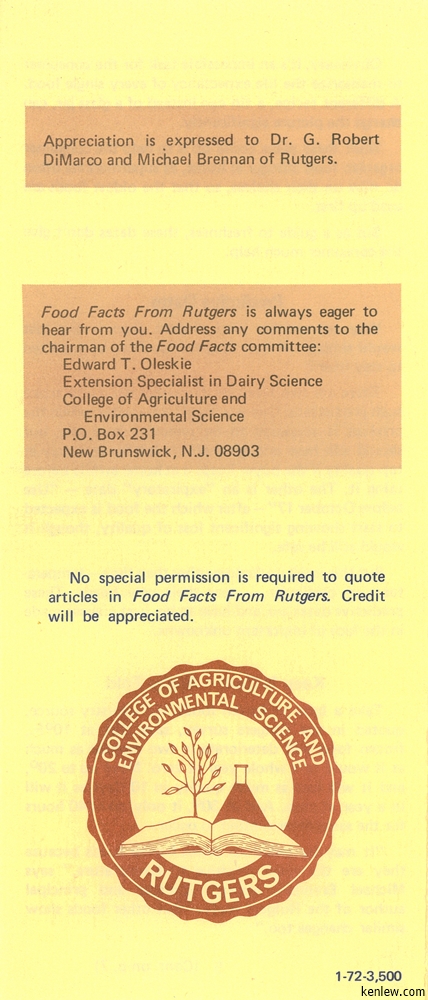 Appreciation is expressed to Dr. G. Robert
DiMarco and Michael Brennan of Rutgers.
Food Facts From Rutgers is always eager to
hear from you. Address any comments to the
chairman of the Food Facts committee:
Edward T. Oleskie
Extension Specialist in Dairy Science
College of Agriculture and
Environmental Science
P.O. Box 231
New Brunswick, N.J. 08903
No special permission is required to quote
articles in Food Facts From Rutgers. Credit
will be appreciated.
COLLEGE OF AGRICULTURE AND
ENVIRONMENTAL SCIENCE
RUTGERS
1-72-3,500
kenlew.com